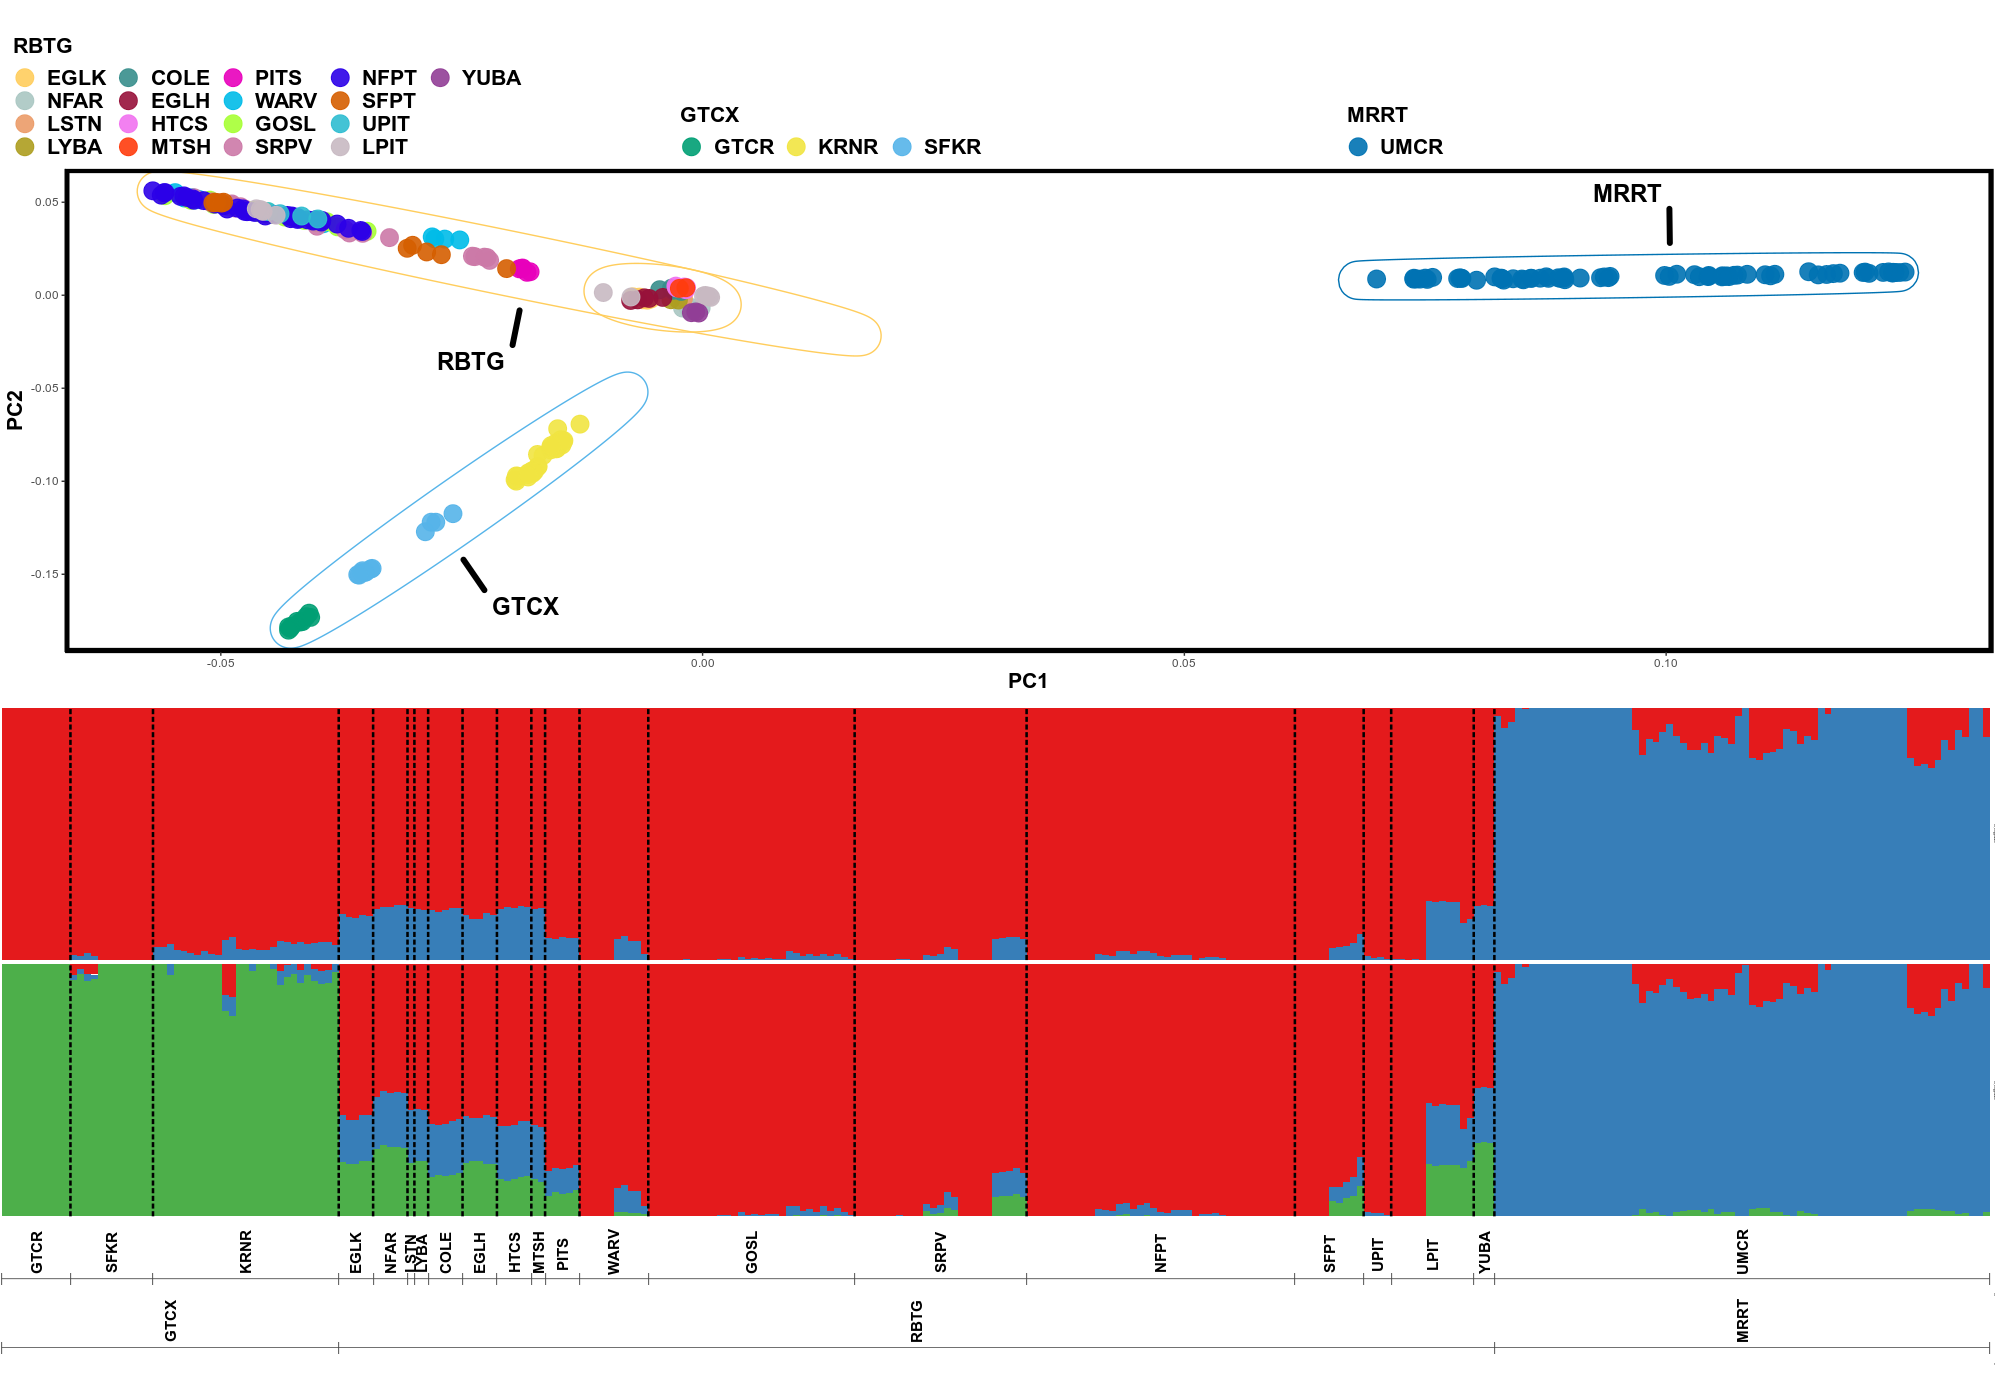 RBTG
EGLK COLE PITS NFPT YUBA
NFAR EGLH WARV SFPT
LSTN HTCS GOSL UPIT
LYBA MTSH SRPV LPIT
GTCX
GTCR KRNR SFKR
MRRT
UMCR
MRRT
RBTG
GTCX
0.05
0.00
-0.05
-0.10
-0.15
PC2
-0.05 0.00 0.05 0.10
PC1
GTCR SFKR KRNR EGLK NFAR LSTN LYBA COLE EGLH HTCS MTSH PITS WARV GOSL SRPV NFPT SFPT UPIT LPIT YUBA UMCR
GTCX RBTG MRRT